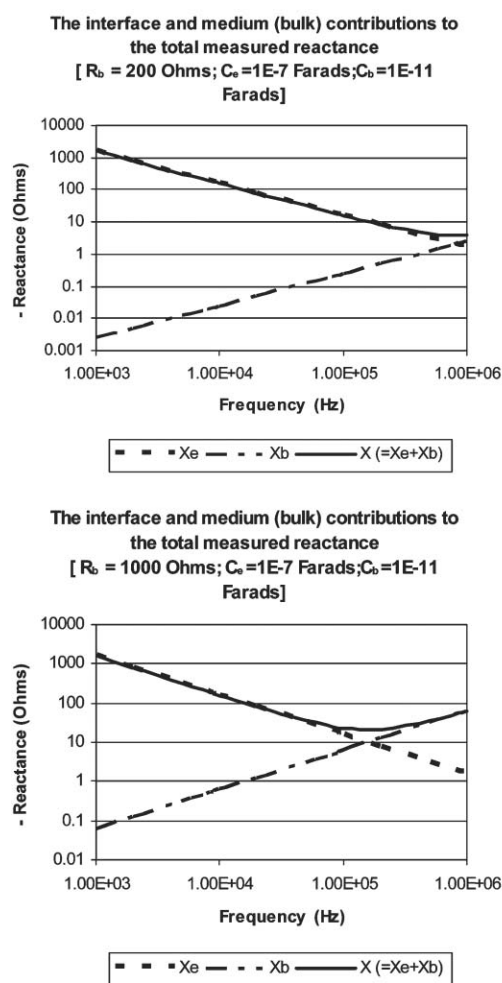 The interface and medium (bulk) contributions to
the total measured reactance
[ Rb = 200 Ohms; Ce =1E-7 Farads;Cb=1E-11
Farads]
10000
1000
100
10
1
0.1
0.01
0.001
- Reactance (Ohms)
1.00E+03 1.00E+04 1.00E+05 1.00E+06
Frequency (Hz)
Xe Xb X (=Xe+Xb)
The interface and medium (bulk) contributions to
the total measured reactance
[ Rb = 1000 Ohms; Ce =1E-7 Farads;Cb=1E-11
Farads]
10000
1000
100
10
1
0.1
0.01
- Reactance (Ohms)
1.00E+03 1.00E+04 1.00E+05 1.00E+06
Frequency (Hz)
Xe Xb X (=Xe+Xb)